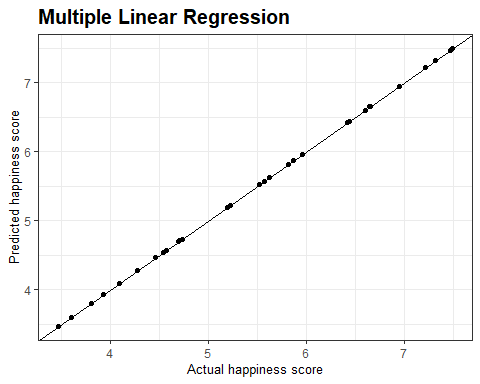 Multiple Linear Regression
Predicted happiness score
7
6
5
4
4 5 6 7
Actual happiness score